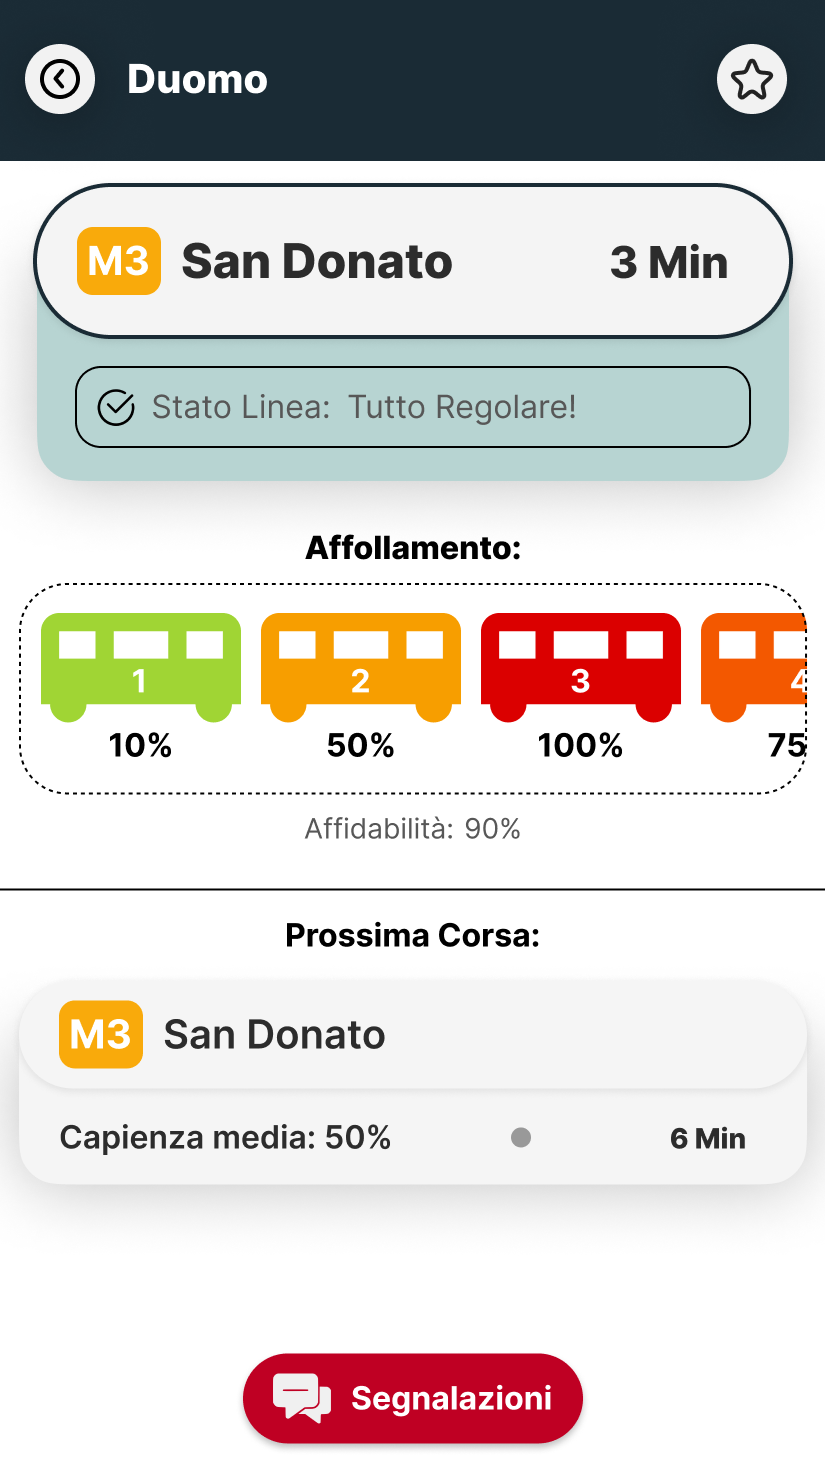 Duomo
M3 San Donato 3 Min
Stato Linea: Tutto Regolare!
Affollamento:
1 2 3 4
10% 50% 100% 75
Affidabilità: 90%
Prossima Corsa:
M3 San Donato
Capienza media: 50% 6 Min
Segnalazioni